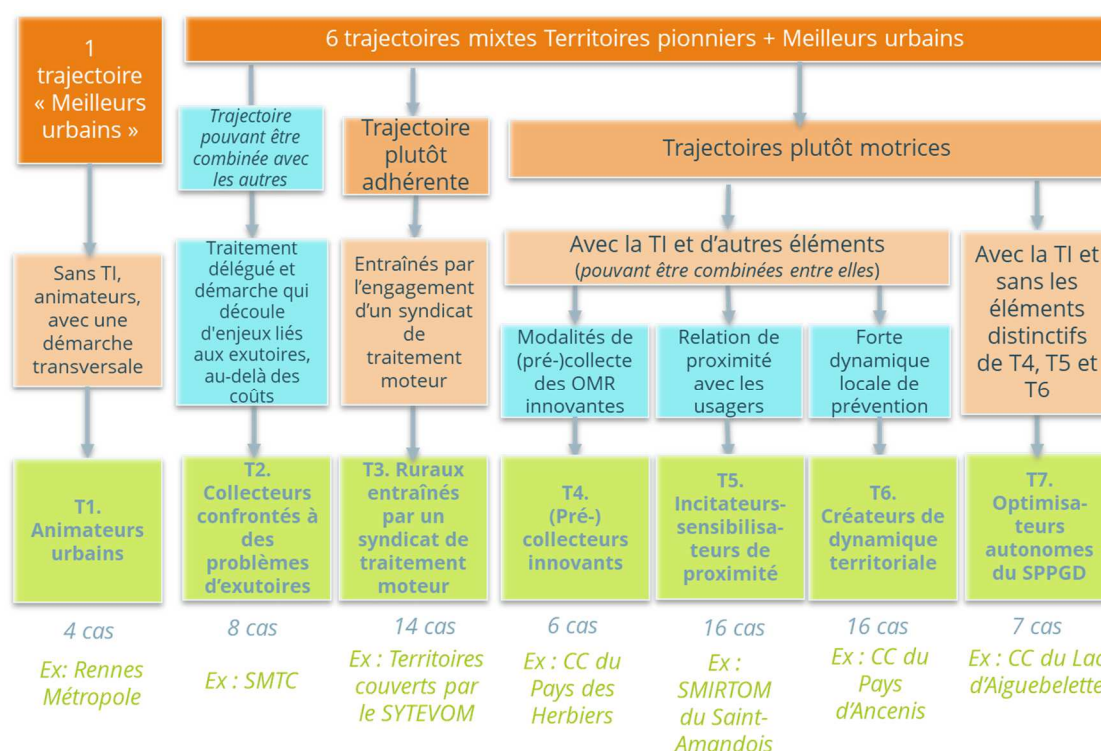 1
trajectoire
« Meilleurs
urbains »
6 trajectoires mixtes Territoires pionniers + Meilleurs urbains
Trajectoire
pouvant être
combinée avec
les autres
Trajectoire
plutôt
adhérente
Trajectoires plutôt motrices
Sans TI,
animateurs,
avec une
démarche
transversale
Traitement
délégué et
démarche qui
découle
d'enjeux liés
aux exutoires,
au-delà des
coûts
Entraînés par
l'engagement
d'un syndicat
de
traitement
moteur
Avec la TI et d'autres éléments
(pouvant être combinées entre elles)
Avec la TI et
sans les
éléments
distinctifs
de T4, T5 et
T6
Modalités de
(pré-)collecte
des OMR
innovantes
Relation de
proximité
avec les
usagers
Forte
dynamique
locale de
prévention
T1.
Animateurs
urbains
T2.
Collecteurs
confrontés à
des
problèmes
d'exutoires
T3. Ruraux
entraînés
par un
syndicat de
traitement
moteur
T4.
(Pré-)
collecteurs
innovants
T5.
Incitateurs-
sensibilisa-
teurs de
proximité
T6.
Créateurs de
dynamique
territoriale
T7.
Optimisa-
teurs
autonomes
du SPPGD
4 cas
8 cas
14 cas
6 cas
16 cas
16 cas
7 cas
Ex: Rennes
Métropole
Ex : SMTC
Ex : Territoires
couverts par
le SYTEVOM
Ex : CC du
Pays des
Herbiers
Ex :
SMIRTOM
du Saint-
Amandois
Ex : CC du
Pays
d'Ancenis
Ex : CC du Lac
d'Aiguebelette